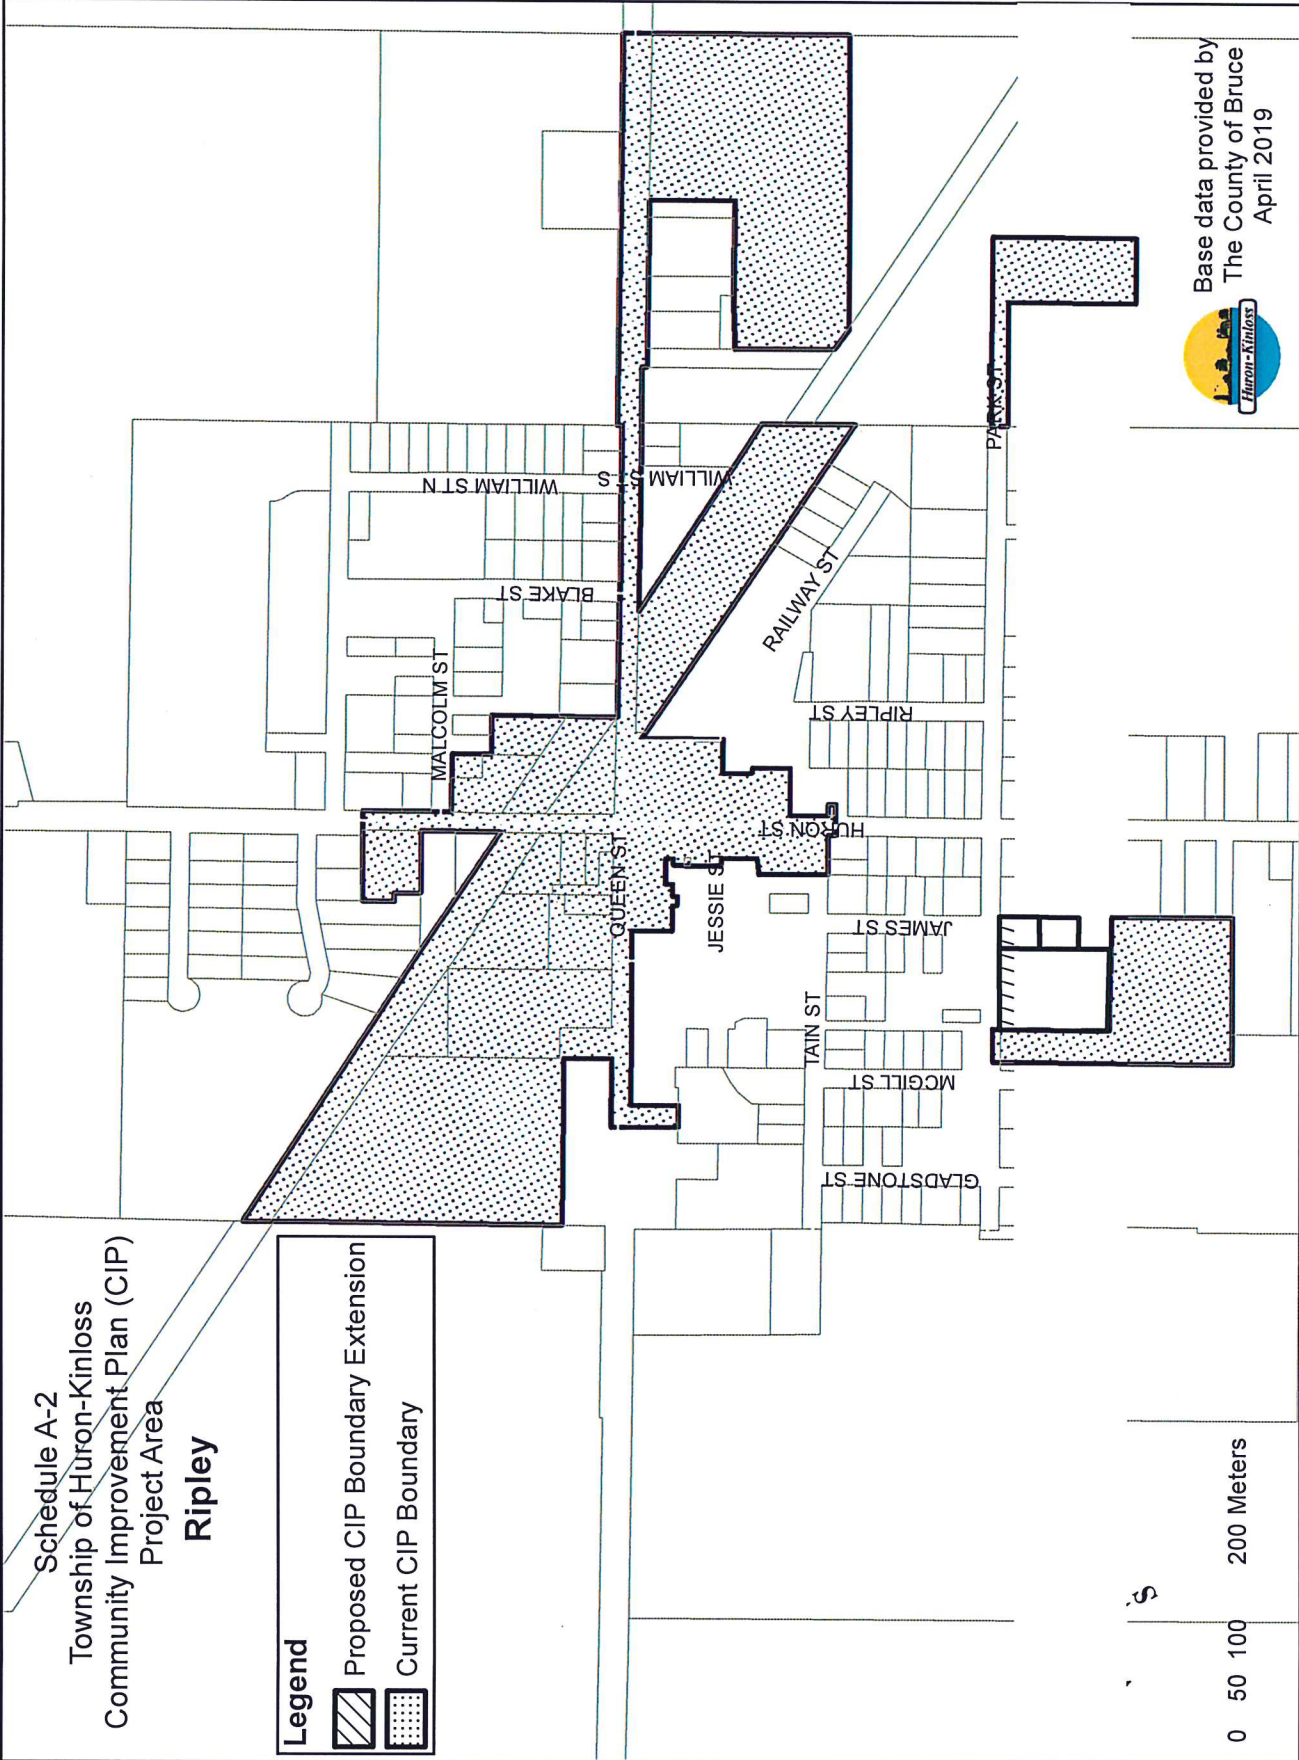 Schedule A-2
Township of Huron-Kinloss
Community Improvement Plan (CIP)
Project Area
Ripley
Legend
Proposed CIP Boundary Extension
Current CIP Boundary
MALCOLM ST
WILLIAM ST N
BLAKE ST
WILLIAM ST S
QUEEN ST
JESSIE ST
HURON ST
RAILWAY ST
RIPLEY ST
JAMES ST
TAIN ST
MCGILL ST
GLADSTONE ST
PARK ST
0 50 100 200 Meters
S
Huron-Kinloss
Base data provided by
The County of Bruce
April 2019